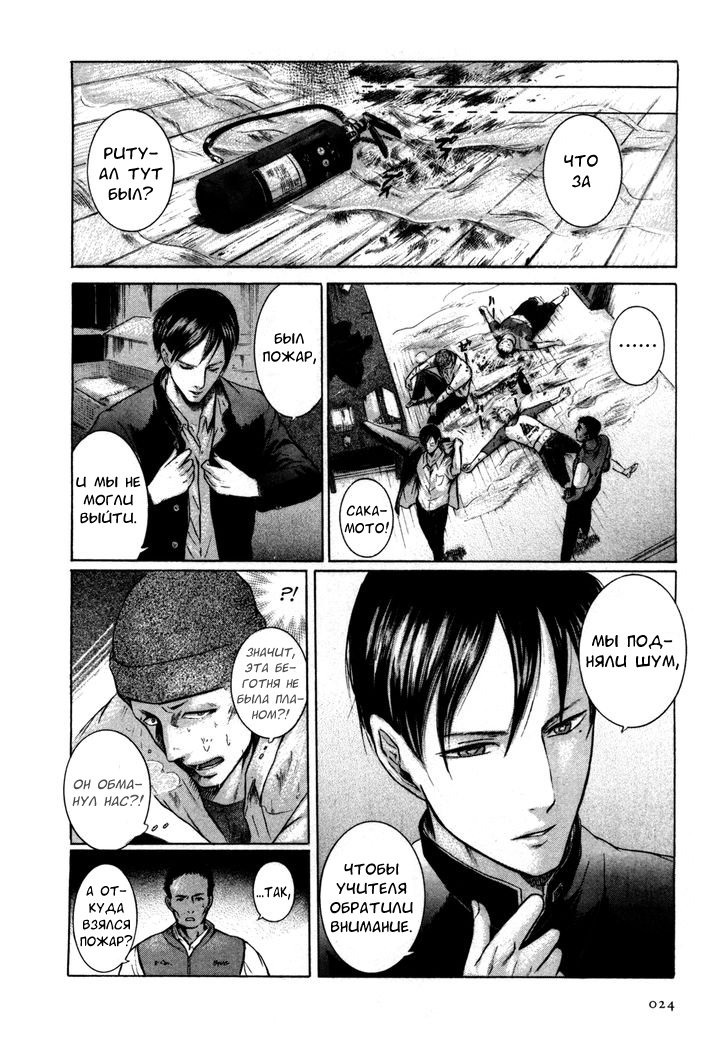 ЧТО
ЗА
РИТУ-
АЛ ТУТ
БЫЛ?
......
САКА-
МОТО!
БЫЛ
ПОЖАР,
И МЫ НЕ
МОГЛИ
ВЫЙТИ.
МЫ ПОД-
НЯЛИ ШУМ,
ЧТОБЫ
УЧИТЕЛЯ
ОБРАТИЛИ
ВНИМАНИЕ.
?!
ЗНАЧИТ,
ЭТА БЕ-
ГОТНЯ НЕ
БЫЛА ПЛА-
НОМ?!
ОН ОБМА-
НУЛ НАС?!
...ТАК,
А ОТ-
КУДА
ВЗЯЛСЯ
ПОЖАР?
024